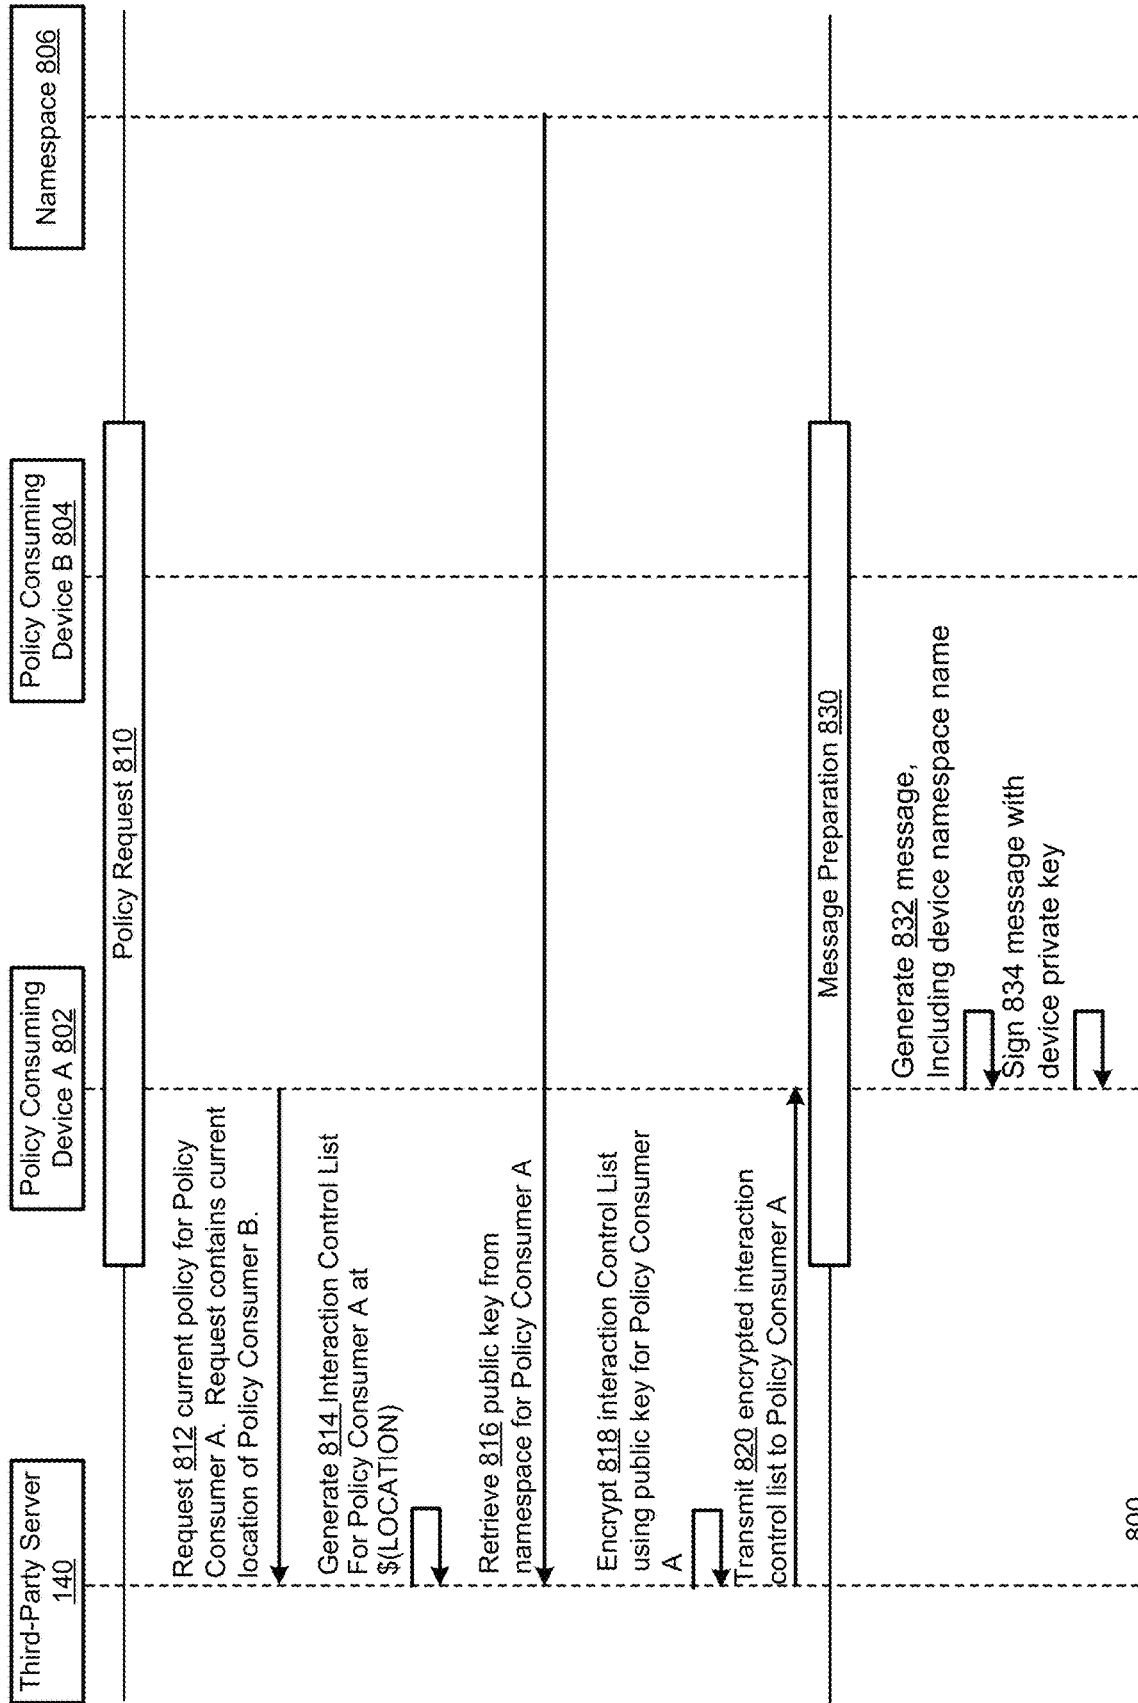 Third-Party Server
140
Policy Consuming
Device A 802
Policy Consuming
Device B 804
Namespace 806
Policy Request 810
Request 812 current policy for Policy
Consumer A.  Request contains current
location of Policy Consumer B.
Generate 814 Interaction Control List
For Policy Consumer A at
$(LOCATION)
Retrieve 816 public key from
namespace for Policy Consumer A
Encrypt 818 interaction Control List
using public key for Policy Consumer
A
Transmit 820 encrypted interaction
control list to Policy Consumer A
Message Preparation 830
Generate 832 message,
Including device namespace name
Sign 834 message with
device private key
800